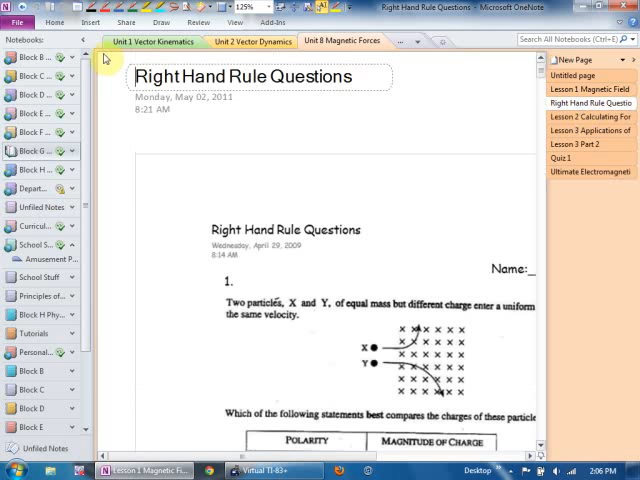 Right Hand Rule Questions - Microsoft OneNote
125%
File
Home
Insert
Share
Draw
Review
View
Add-Ins
Notebooks:
Unit 1 Vector Kinematics
Unit 2 Vector Dynamics
Unit 8 Magnetic Forces
...
Search All Notebooks (Ctrl+E)
Block B
Block C
Block D
Block E
Block F
Block G
Block H
Depart...
Unfiled Notes
Curricul...
School S...
Amusement P...
School Stuff
Principles of...
Block H Phy...
Tutorials
Personal...
Block B
Block C
Block D
Block E
Unfiled Notes
Right Hand Rule Questions
Monday, May 02, 2011
8:21 AM
Right Hand Rule Questions
Wednesday, April 29, 2009
8:14 AM
Name:_
1.
Two particles, X and Y, of equal mass but different charge enter a uniform
the same velocity.
X
Y
Which of the following statements best compares the charges of these particle
POLARITY
MAGNITUDE OF CHARGE
New Page
Untitled page
Lesson 1 Magnetic Field
Right Hand Rule Questio
Lesson 2 Calculating For
Lesson 3 Applications of
Lesson 3 Part 2
Quiz 1
Ultimate Electromagneti
Lesson 1 Magnetic Fi...
Virtual TI-83+
Desktop
2:06 PM